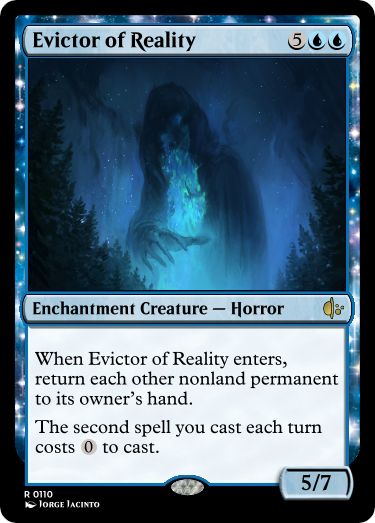 Evictor of Reality 5
Enchantment Creature — Horror
When Evictor of Reality enters,
return each other nonland permanent
to its owner's hand.
The second spell you cast each turn
costs 0 to cast.
5/7
R 0110
Jorge Jacinto